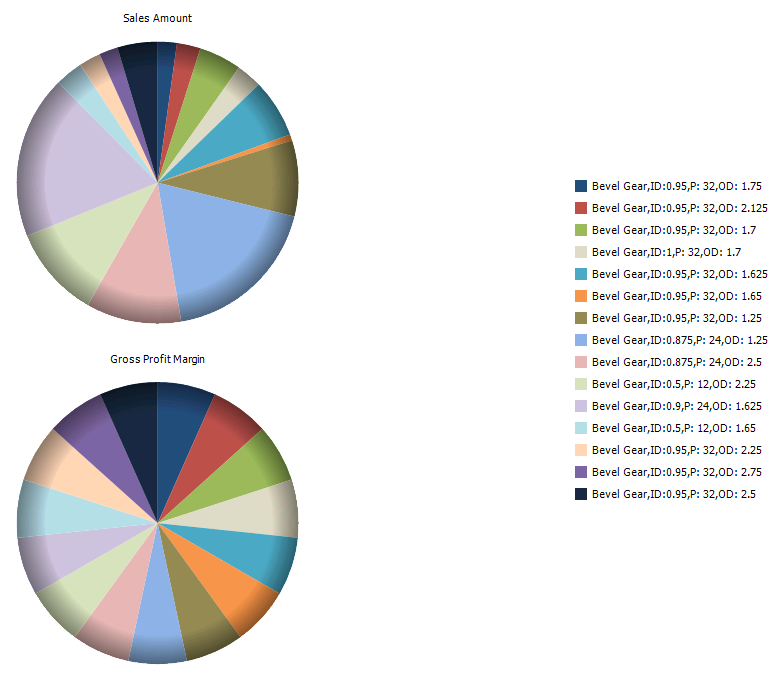 Sales Amount
Gross Profit Margin
Bevel Gear,ID:0.95,P: 32,OD: 1.75
Bevel Gear,ID:0.95,P: 32,OD: 2.125
Bevel Gear,ID:0.95,P: 32,OD: 1.7
Bevel Gear,ID:1,P: 32,OD: 1.7
Bevel Gear,ID:0.95,P: 32,OD: 1.625
Bevel Gear,ID:0.95,P: 32,OD: 1.65
Bevel Gear,ID:0.95,P: 32,OD: 1.25
Bevel Gear,ID:0.875,P: 24,OD: 1.25
Bevel Gear,ID:0.875,P: 24,OD: 2.5
Bevel Gear,ID:0.5,P: 12,OD: 2.25
Bevel Gear,ID:0.9,P: 24,OD: 1.625
Bevel Gear,ID:0.5,P: 12,OD: 1.65
Bevel Gear,ID:0.95,P: 32,OD: 2.25
Bevel Gear,ID:0.95,P: 32,OD: 2.75
Bevel Gear,ID:0.95,P: 32,OD: 2.5